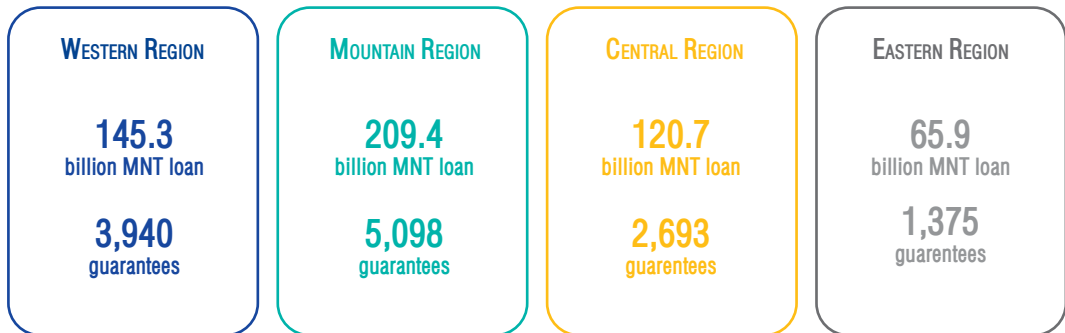 Western Region
145.3
billion MNT loan
3,940
guarantees
Mountain Region
209.4
billion MNT loan
5,098
guarantees
Central Region
120.7
billion MNT loan
2,693
guarentees
Eastern Region
65.9
billion MNT loan
1,375
guarentees